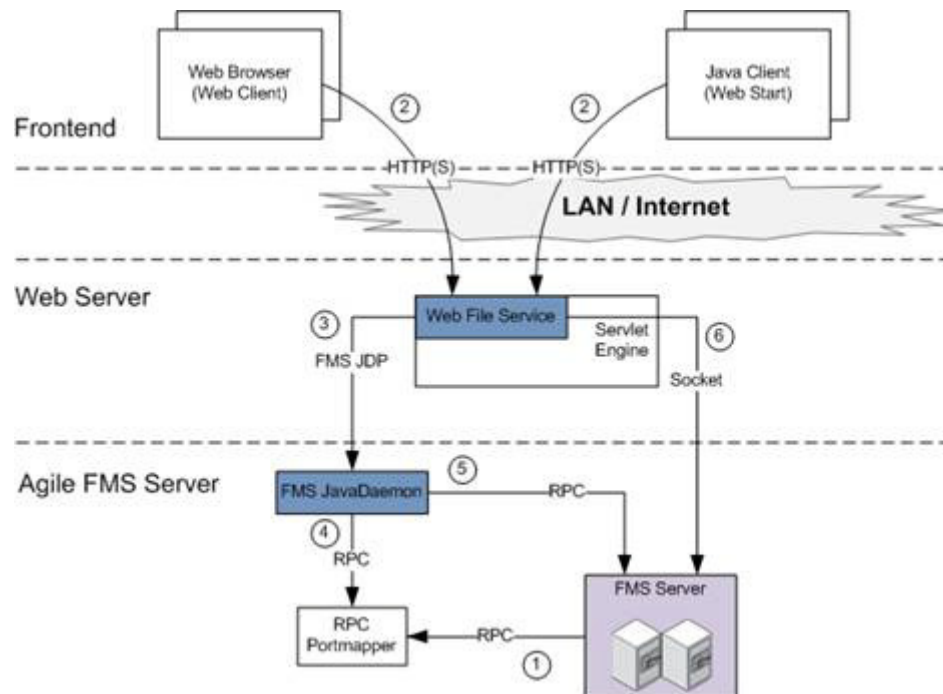 Web Browser
(Web Client)
Java Client
(Web Start)
2
2
Frontend
HTTP(S)
HTTP(S)
LAN / Internet
Web Server
Web File Service
Servlet
Engine
3
FMS JDP
6
Socket
Agile FMS Server
FMS JavaDaemon
5
RPC
4
RPC
FMS Server
RPC
Portmapper
RPC
1